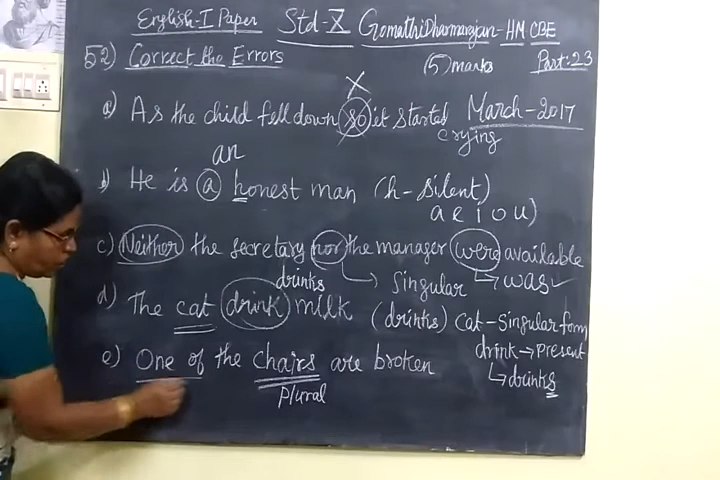 English-I Paper Std-X Gomathi Dharmarajan-HM CBE
52) Correct the Errors (5) marks Part:23
X
a) As the child fell down so it started crying March-2017
an
b) He is a honest man (h-silent)
a e i o u)
c) Neither the secretary nor the manager were available
drinks → singular → was
d) The cat drink milk (drinks) cat-singular form
drink → present
e) One of the chairs are broken
→ drinks
Plural